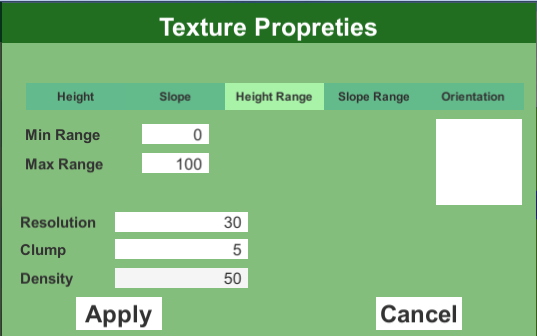 Texture Propreties
Height Slope Height Range Slope Range Orientation
Min Range 0
Max Range 100
Resolution 30
Clump 5
Density 50
Apply Cancel